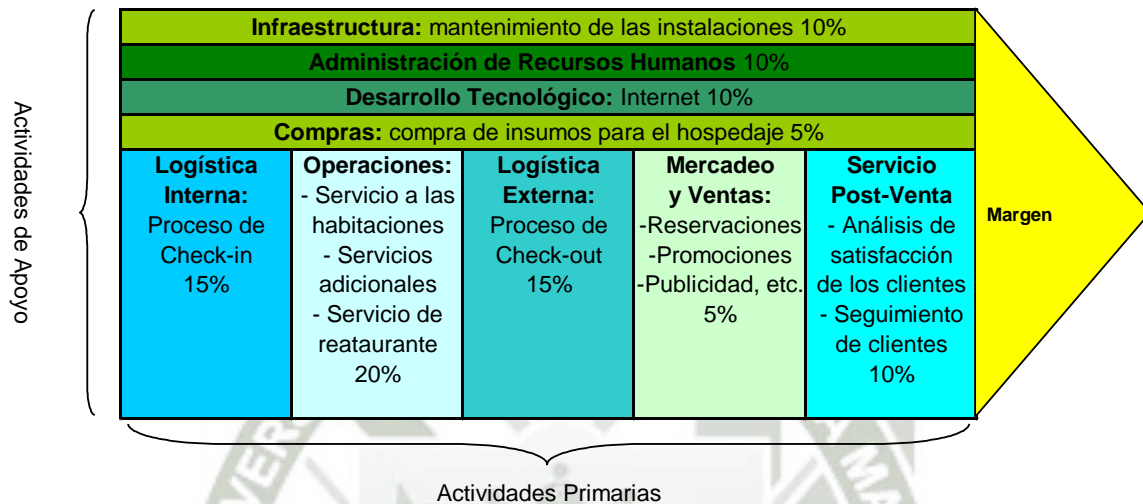 Actividades de Apoyo
Infraestructura: mantenimiento de las instalaciones 10%
Administración de Recursos Humanos 10%
Desarrollo Tecnológico: Internet 10%
Compras: compra de insumos para el hospedaje 5%
Logística
Interna:
Proceso de
Check-in
15%
Operaciones:
- Servicio a las
habitaciones
- Servicios
adicionales
- Servicio de
reataurante
20%
Logística
Externa:
Proceso de
Check-out
15%
Mercadeo
y Ventas:
-Reservaciones
-Promociones
-Publicidad, etc.
5%
Servicio
Post-Venta
- Análisis de
satisfacción
de los clientes
- Seguimiento
de clientes
10%
Margen
Actividades Primarias